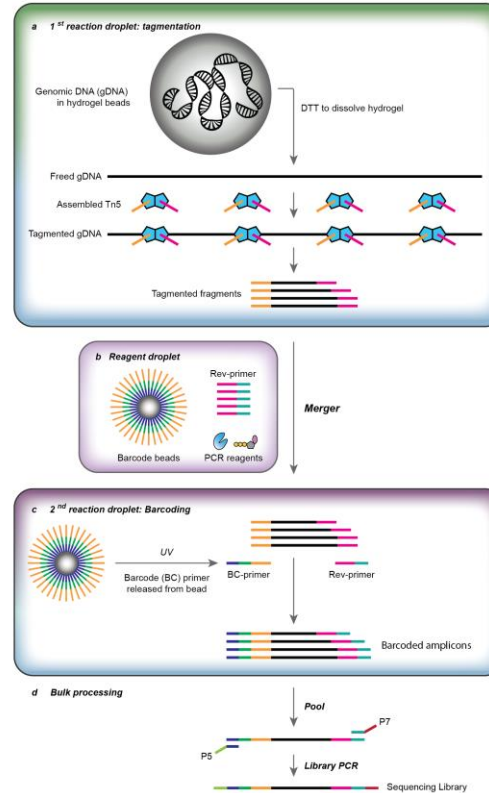 a 1st reaction droplet: tagmentation
Genomic DNA (gDNA)
in hydrogel beads
DTT to dissolve hydrogel
Freed gDNA
Assembled Tn5
Tagmented gDNA
Tagmented fragments
b Reagent droplet
Rev-primer
Barcode beads
PCR reagents
Merger
c 2nd reaction droplet: Barcoding
UV
Barcode (BC) primer
released from bead
BC-primer
Rev-primer
Barcoded amplicons
d Bulk processing
Pool
P7
P5
Library PCR
Sequencing Library